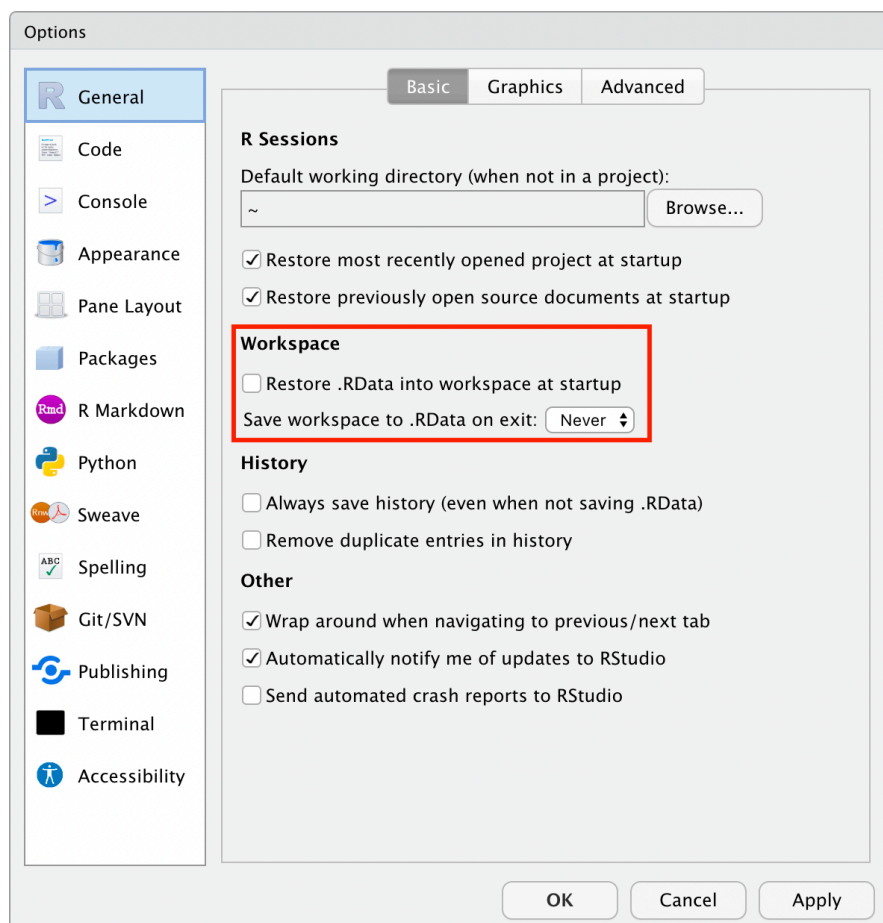 Options
General
Code
Console
Appearance
Pane Layout
Packages
Rmd R Markdown
Python
Rnw Sweave
ABC Spelling
Git/SVN
Publishing
Terminal
Accessibility
Basic Graphics Advanced
R Sessions
Default working directory (when not in a project):
~ Browse...
Restore most recently opened project at startup
Restore previously open source documents at startup
Workspace
Restore .RData into workspace at startup
Save workspace to .RData on exit: Never
History
Always save history (even when not saving .RData)
Remove duplicate entries in history
Other
Wrap around when navigating to previous/next tab
Automatically notify me of updates to RStudio
Send automated crash reports to RStudio
OK Cancel Apply